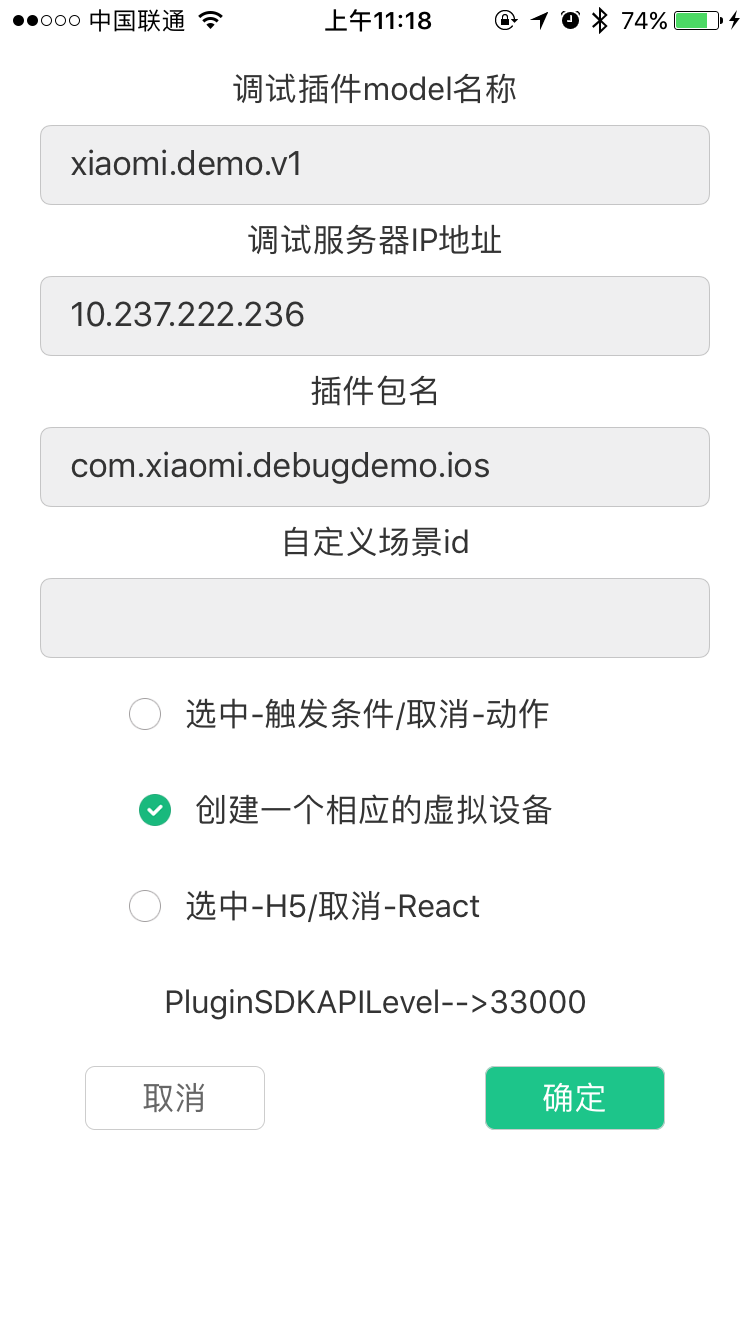 中国联通 上午11:18 74%
调试插件model名称
xiaomi.demo.v1
调试服务器IP地址
10.237.222.236
插件包名
com.xiaomi.debugdemo.ios
自定义场景id
选中-触发条件/取消-动作
创建一个相应的虚拟设备
选中-H5/取消-React
PluginSDKAPILevel-->33000
取消 确定